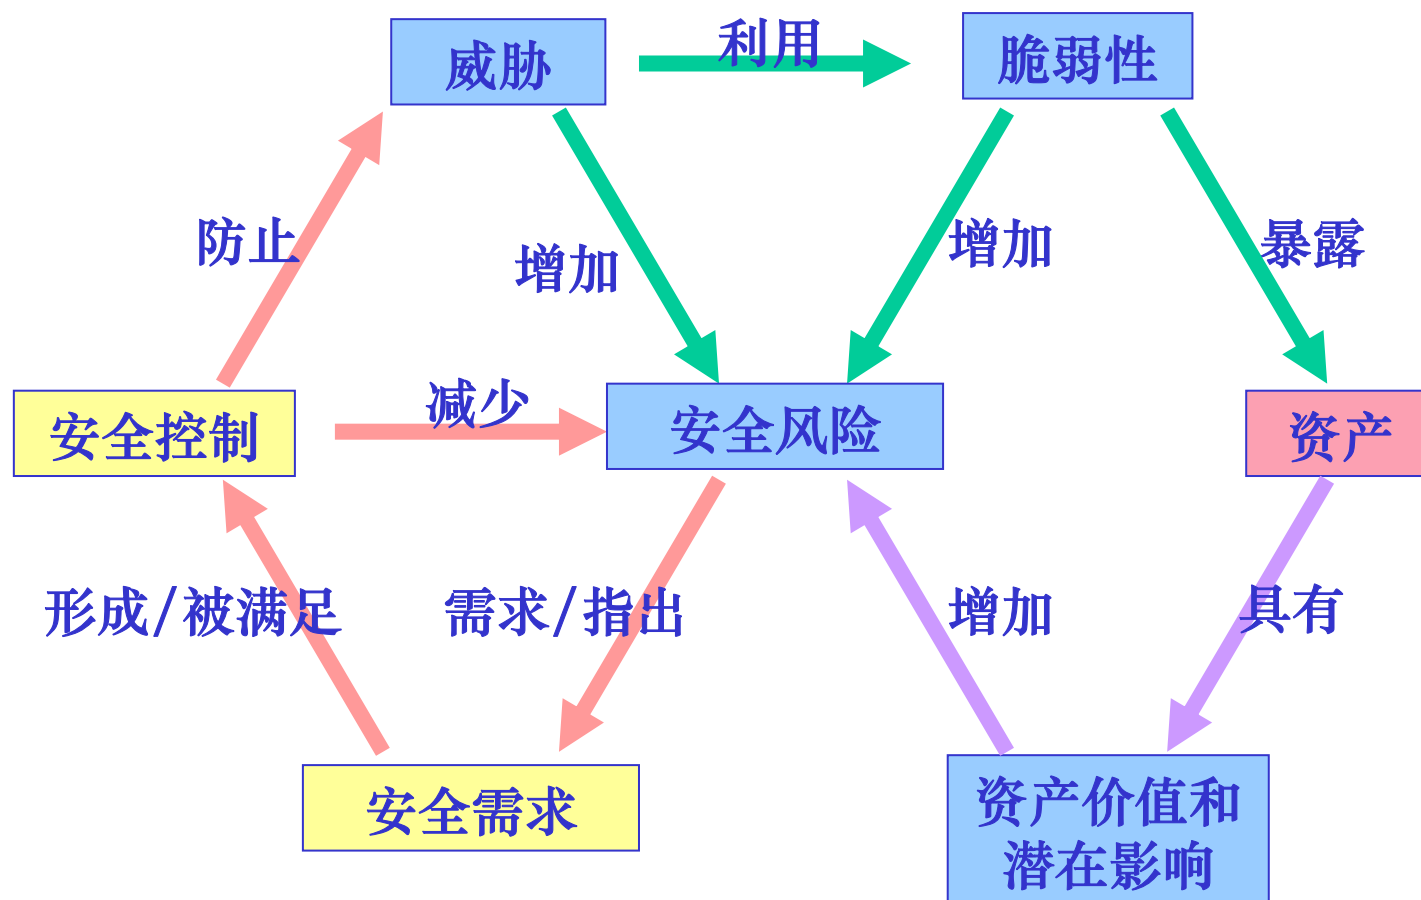 威胁
利用
脆弱性
防止
增加
增加
暴露
安全控制
减少
安全风险
资产
形成/被满足
需求/指出
增加
具有
安全需求
资产价值和
潜在影响